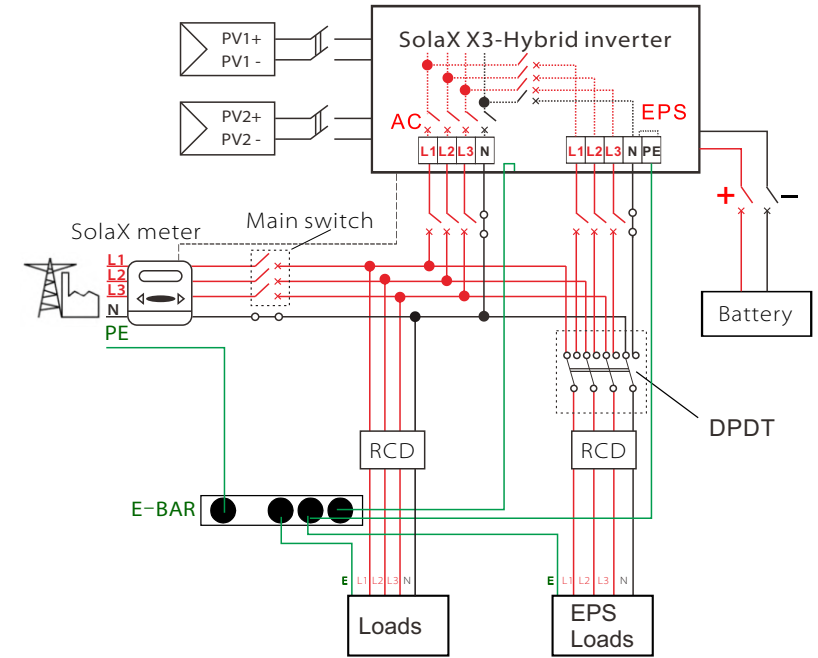 PV1+
PV1 -
PV2+
PV2 -
SolaX X3-Hybrid inverter
AC
EPS
L1 L2 L3 N
L1 L2 L3 N PE
+ −
SolaX meter
Main switch
L1
L2
L3
N
PE
Battery
DPDT
RCD
RCD
E-BAR
E L1 L2 L3 N
E L1 L2 L3 N
Loads
EPS
Loads